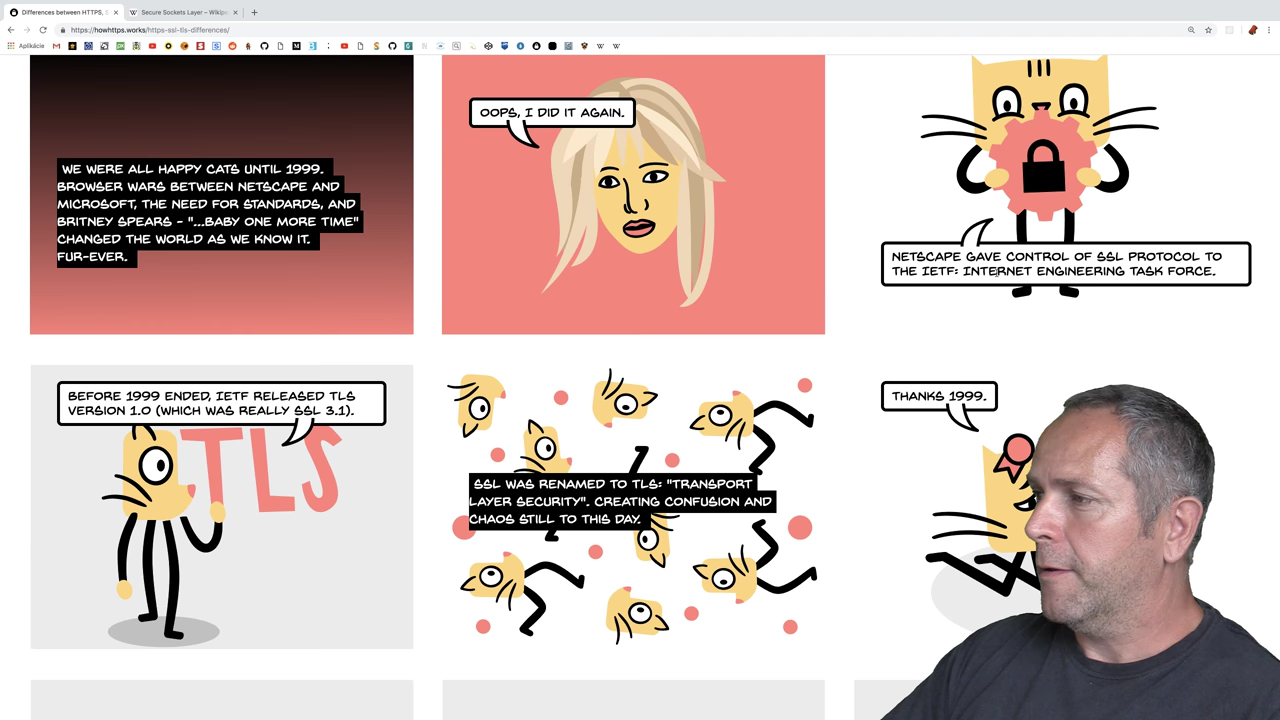 Differences between HTTPS, S
Secure Sockets Layer – Wikipe
https://howhttps.works/https-ssl-tls-differences/
Aplikácie
WE WERE ALL HAPPY CATS UNTIL 1999.
BROWSER WARS BETWEEN NETSCAPE AND
MICROSOFT, THE NEED FOR STANDARDS, AND
BRITNEY SPEARS - "...BABY ONE MORE TIME"
CHANGED THE WORLD AS WE KNOW IT.
FUR-EVER.
OOPS, I DID IT AGAIN.
NETSCAPE GAVE CONTROL OF SSL PROTOCOL TO
THE IETF: INTERNET ENGINEERING TASK FORCE.
BEFORE 1999 ENDED, IETF RELEASED TLS
VERSION 1.0 (WHICH WAS REALLY SSL 3.1).
TLS
SSL WAS RENAMED TO TLS: "TRANSPORT
LAYER SECURITY". CREATING CONFUSION AND
CHAOS STILL TO THIS DAY.
THANKS 1999.